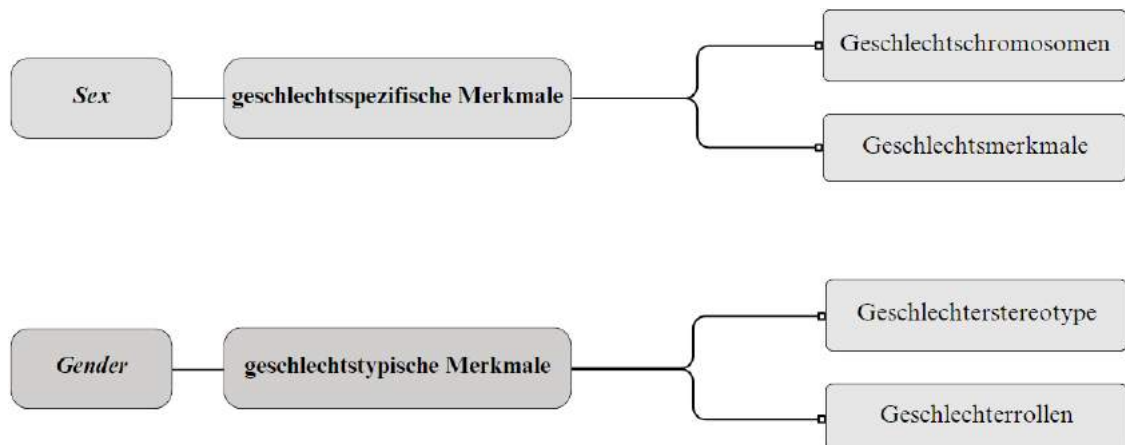 Geschlechtschromosomen
Sex
geschlechtsspezifische Merkmale
Geschlechtsmerkmale
Geschlechterstereotype
Gender
geschlechtstypische Merkmale
Geschlechterrollen